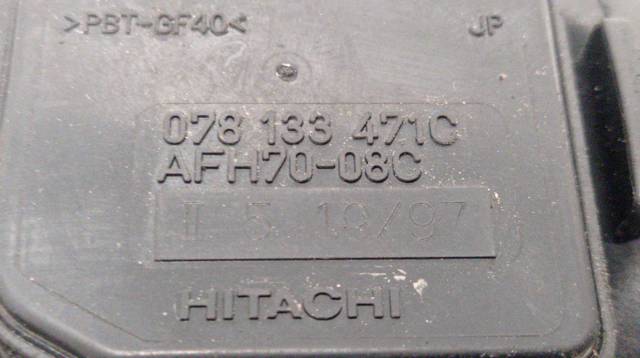 >PBT-GF40< JP
078 133 471C
AFH70-08C
II 5 10/97
HITACHI